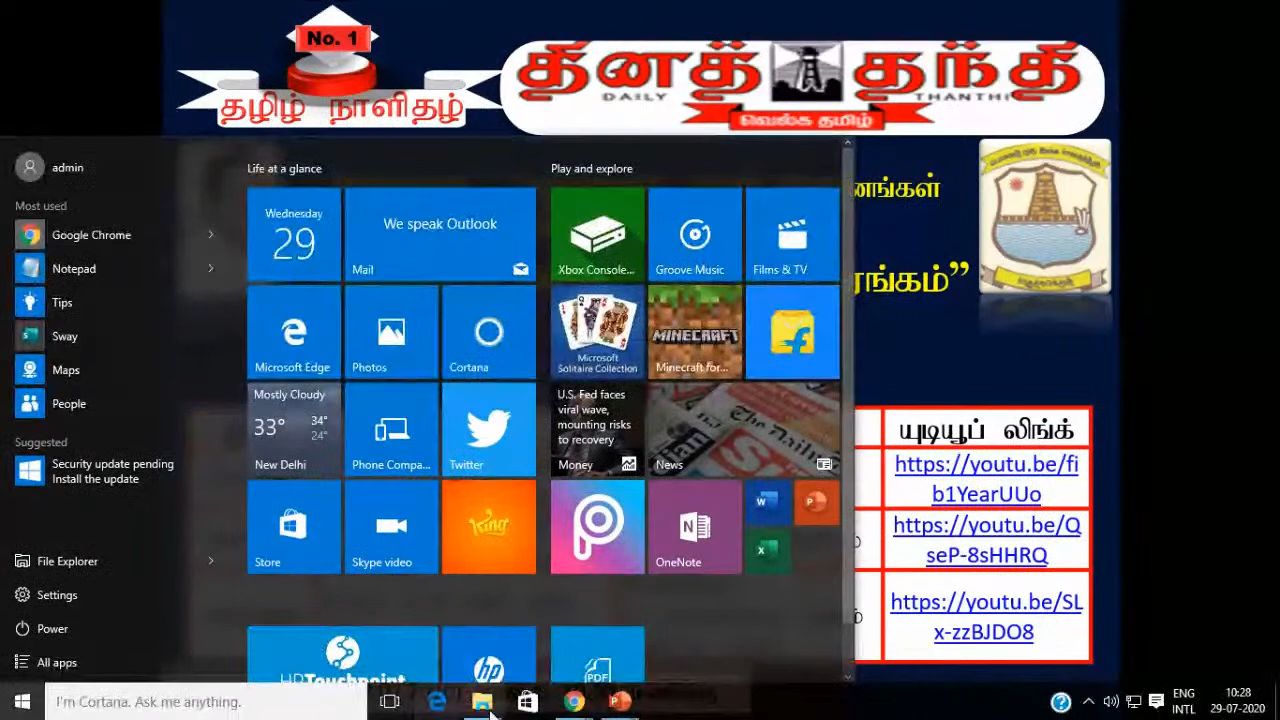 No. 1
தமிழ் நாளிதழ்
தினத் தந்தி
DAILY THANTHI
வெல்க தமிழ்
admin
Life at a glance
Play and explore
Most used
Google Chrome
Notepad
Tips
Sway
Maps
People
Suggested
Security update pending
Install the update
File Explorer
Settings
Power
All apps
Wednesday
29
We speak Outlook
Mail
Xbox Console...
Groove Music
Films & TV
Microsoft Edge
Photos
Cortana
Microsoft
Solitaire Collection
MINECRAFT
Minecraft for...
Mostly Cloudy
33° 34°
24°
New Delhi
Phone Compa...
Twitter
U.S. Fed faces
viral wave,
mounting risks
to recovery
Money
News
Store
Skype video
King
OneNote
HP Touchpoint
hp
PDF
னங்கள்
ரங்கம்”
யுடியூப் லிங்க்
https://youtu.be/fi
b1YearUUo
https://youtu.be/Q
seP-8sHHRQ
https://youtu.be/SL
x-zzBJDO8
I'm Cortana. Ask me anything.
ENG
INTL
10:28
29-07-2020